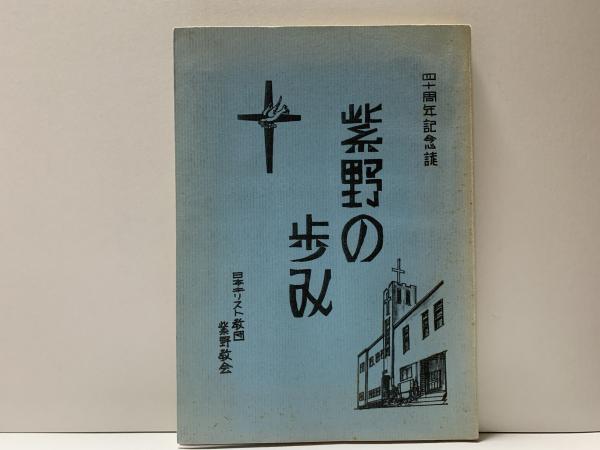 四十周年記念誌
紫野の
歩み
日本キリスト教団
紫野教会